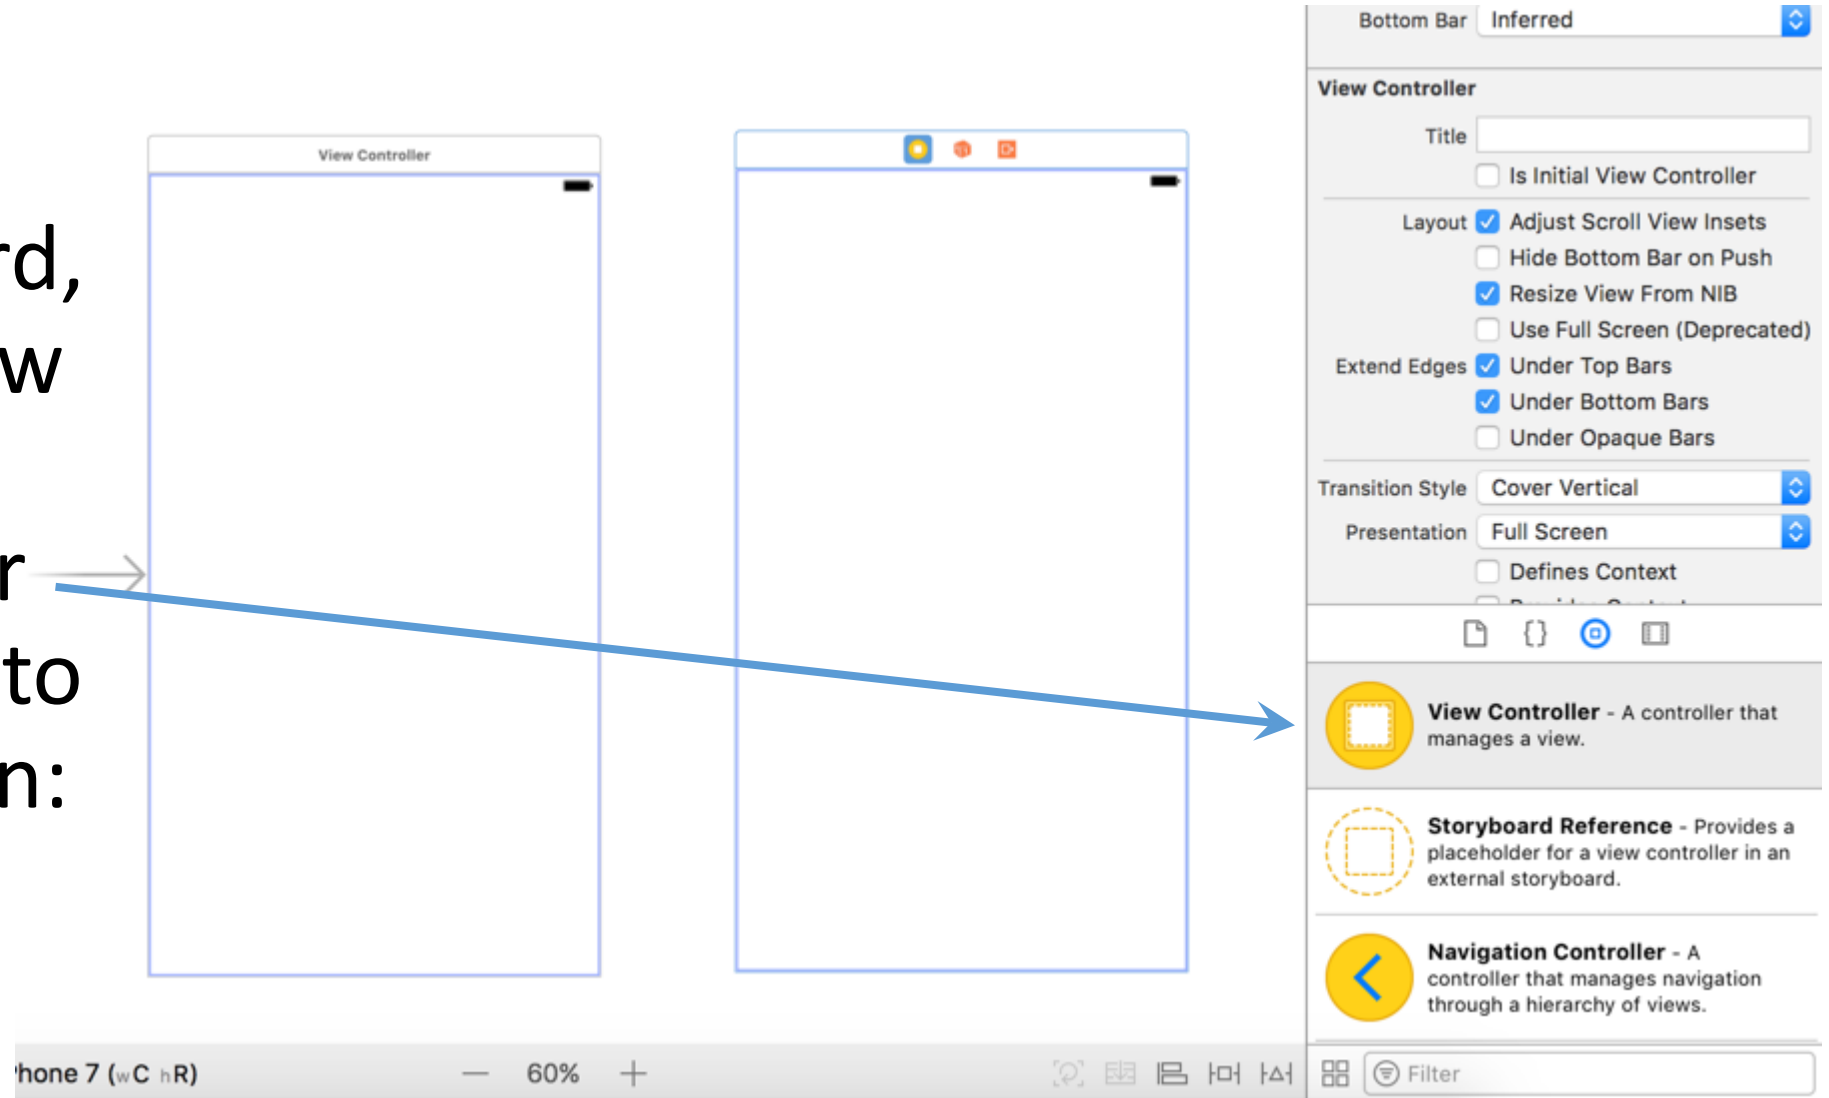 rd,
w
r
to
n:
View Controller
hone 7 (wC hR)
60%
Bottom Bar Inferred
View Controller
Title
Is Initial View Controller
Layout Adjust Scroll View Insets
Hide Bottom Bar on Push
Resize View From NIB
Use Full Screen (Deprecated)
Extend Edges Under Top Bars
Under Bottom Bars
Under Opaque Bars
Transition Style Cover Vertical
Presentation Full Screen
Defines Context
View Controller - A controller that
manages a view.
Storyboard Reference - Provides a
placeholder for a view controller in an
external storyboard.
Navigation Controller - A
controller that manages navigation
through a hierarchy of views.
Filter